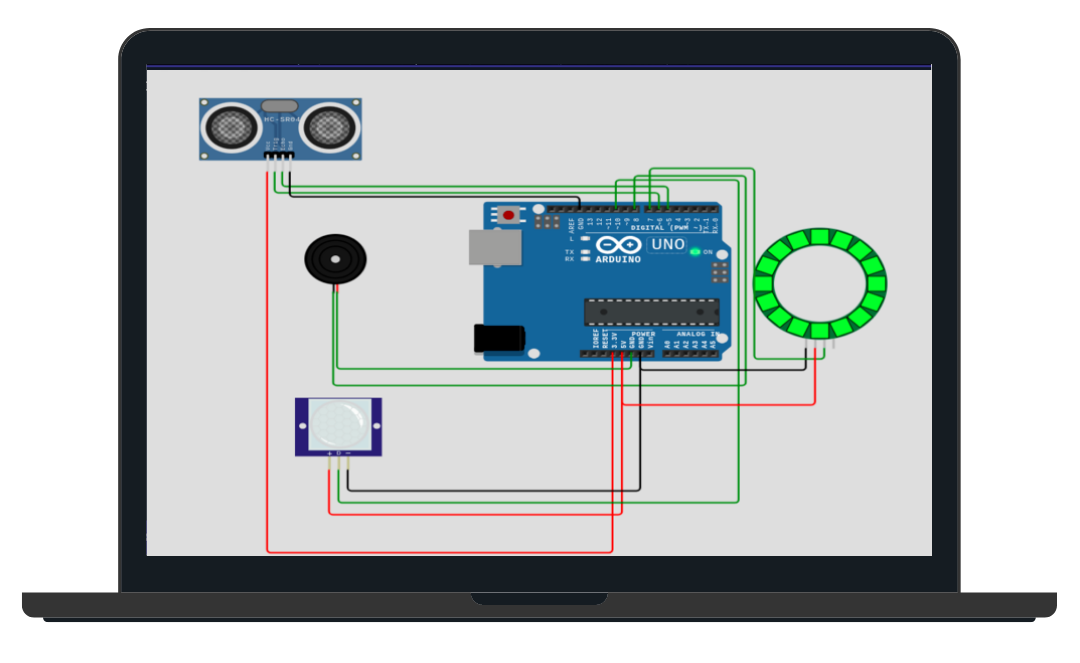 HC-SR04
Vcc
Trig
Echo
Gnd
AREF
GND
13
12
~11
~10
~9
8
7
~6
~5
4
~3
2
TX→1
RX←0
DIGITAL [PWM ~]
L
TX
RX
UNO
ARDUINO
ON
IOREF
RESET
3.3V
5V
GND
GND
Vin
POWER
ANALOG IN
A0
A1
A2
A3
A4
A5
+ D −